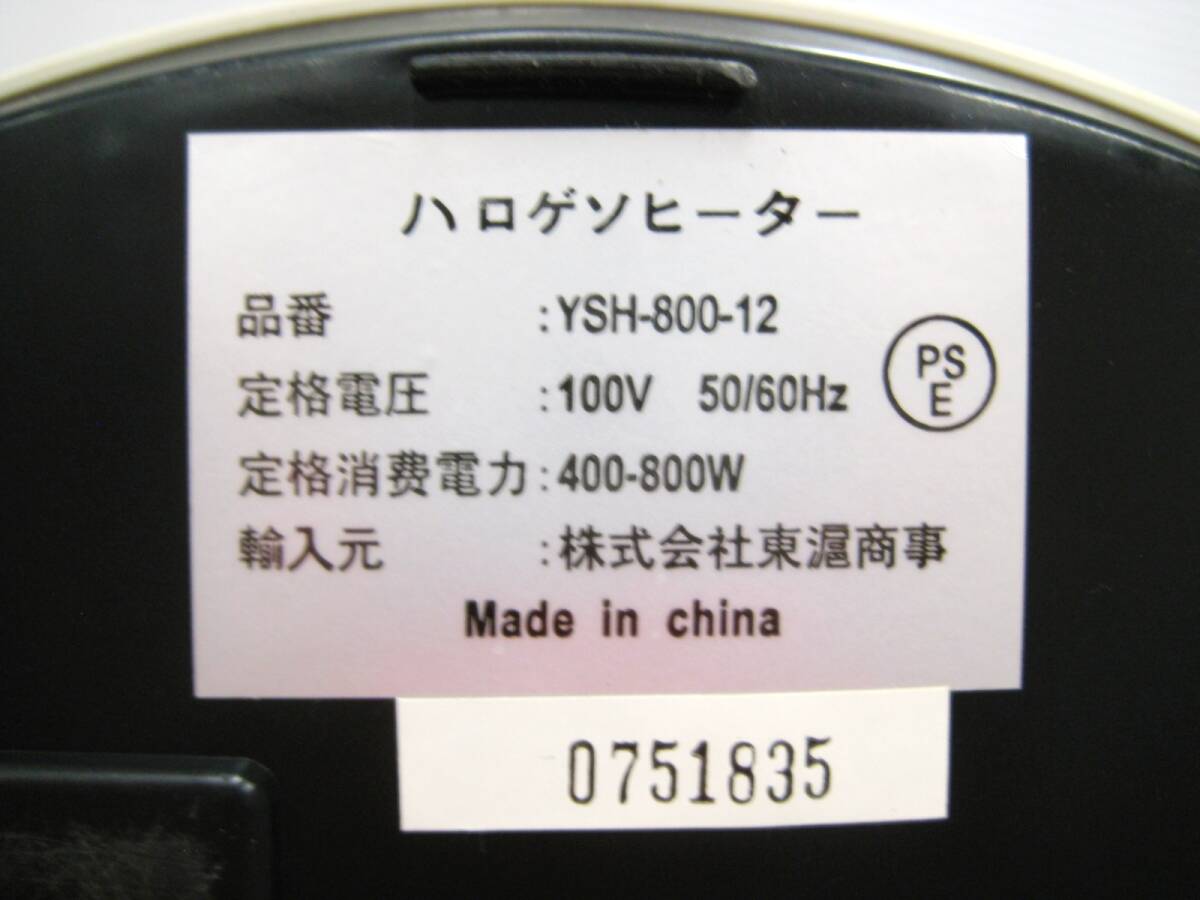 ハロゲソヒーター
品番 :YSH-800-12
定格電圧 :100V 50/60Hz
PS
E
定格消費電力:400-800W
輸入元 :株式会社東滬商事
Made in china
0751835